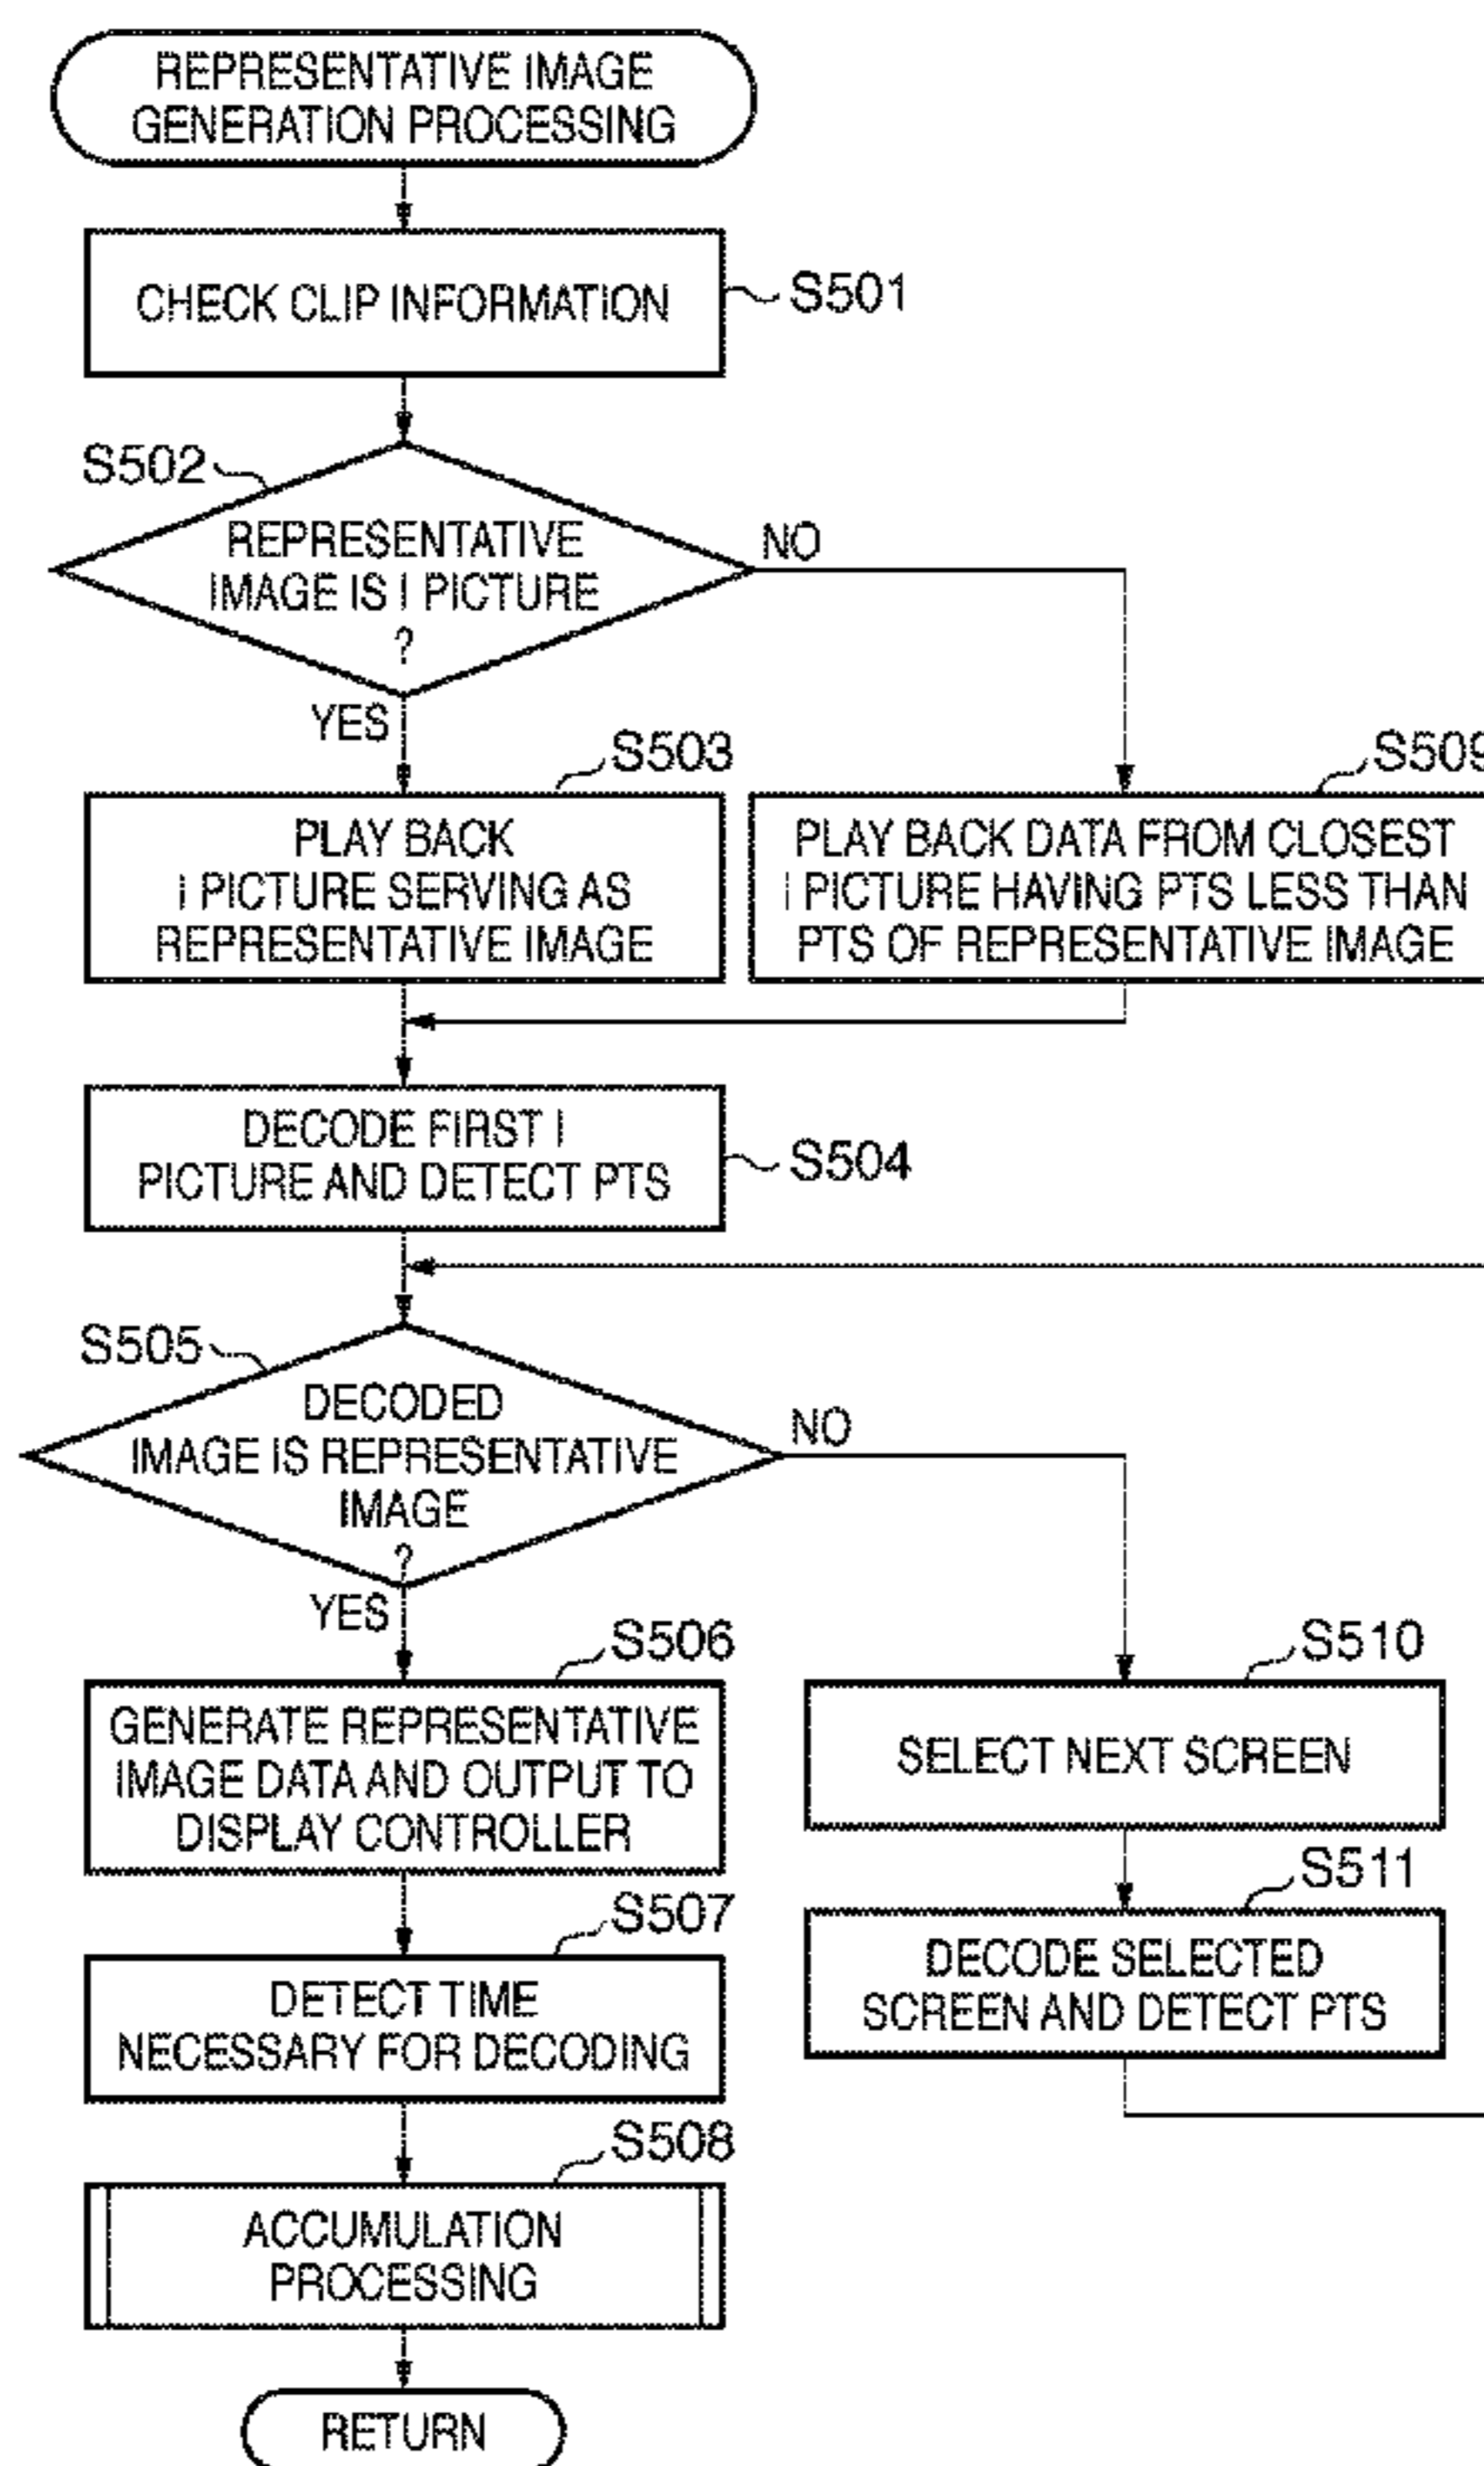 REPRESENTATIVE IMAGE
GENERATION PROCESSING
CHECK CLIP INFORMATION
S501
S502
REPRESENTATIVE
IMAGE IS I PICTURE
?
NO
YES
S503
PLAY BACK
I PICTURE SERVING AS
REPRESENTATIVE IMAGE
S509
PLAY BACK DATA FROM CLOSEST
I PICTURE HAVING PTS LESS THAN
PTS OF REPRESENTATIVE IMAGE
DECODE FIRST I
PICTURE AND DETECT PTS
S504
S505
DECODED
IMAGE IS REPRESENTATIVE
IMAGE
?
NO
YES
S506
GENERATE REPRESENTATIVE
IMAGE DATA AND OUTPUT TO
DISPLAY CONTROLLER
S510
SELECT NEXT SCREEN
S507
DETECT TIME
NECESSARY FOR DECODING
S511
DECODE SELECTED
SCREEN AND DETECT PTS
S508
ACCUMULATION
PROCESSING
RETURN